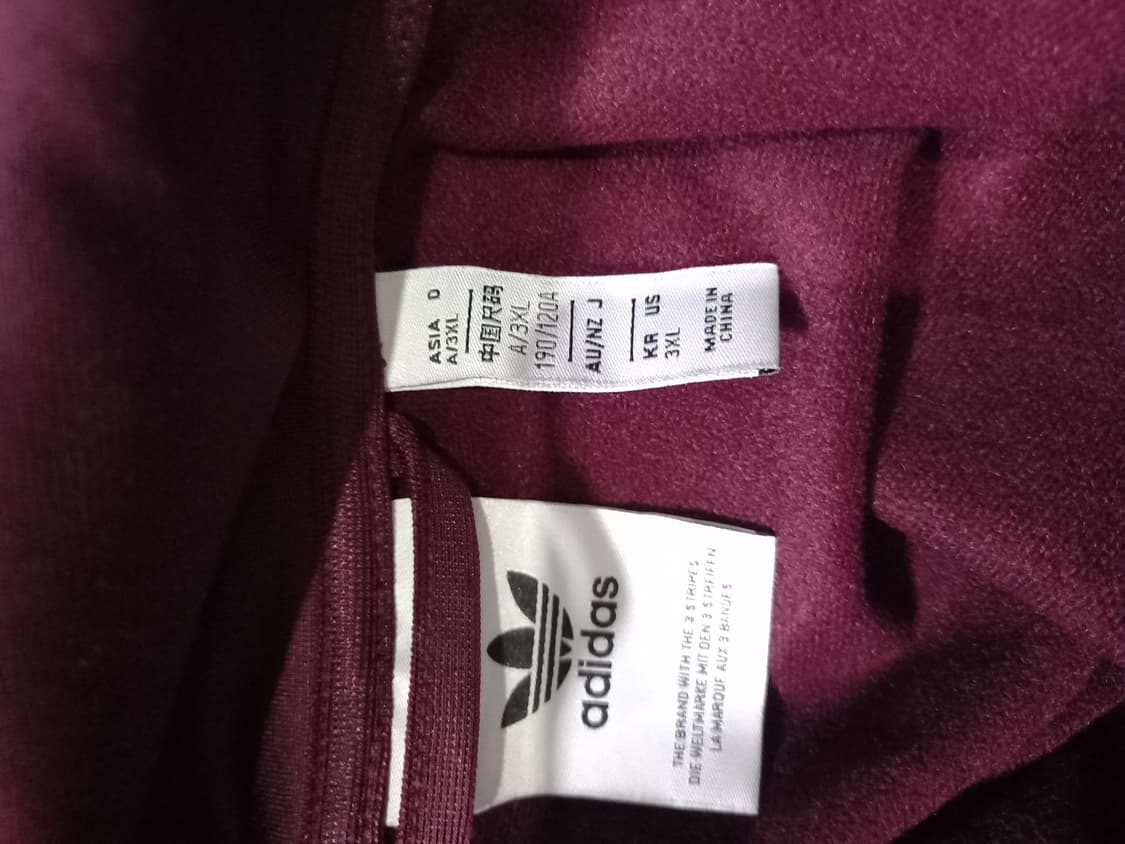 ASIA D
A/3XL
中国尺码
A/3XL
190/120A
AU/NZ J
KR US
3XL
MADE IN
CHINA
adidas
THE BRAND WITH THE 3 STRIPES
DIE WELTMARKE MIT DEN 3 STREIFEN
LA MARQUE AUX 3 BANDES